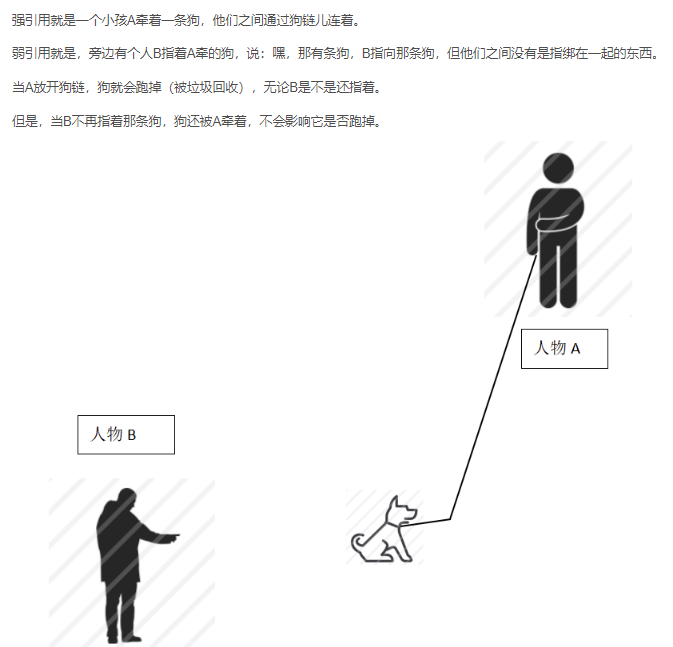 强引用就是一个小孩A牵着一条狗，他们之间通过狗链儿连着。
弱引用就是，旁边有个人B指着A牵的狗，说：嘿，那有条狗，B指向那条狗，但他们之间没有是指绑在一起的东西。
当A放开狗链，狗就会跑掉（被垃圾回收），无论B是不是还指着。
但是，当B不再指着那条狗，狗还被A牵着，不会影响它是否跑掉。
人物 A
人物 B